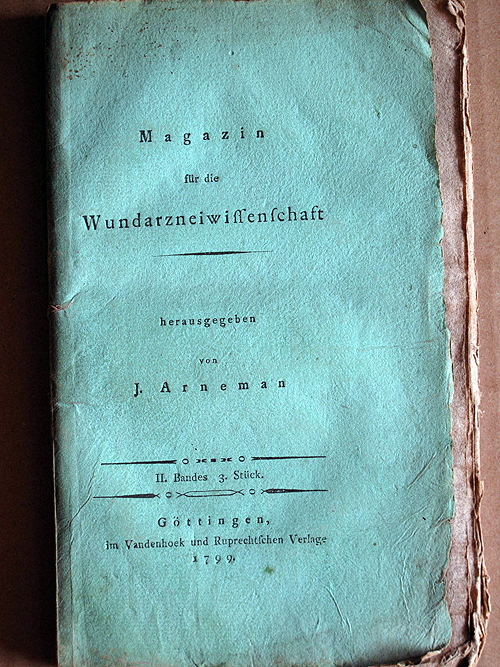 Magazin
für die
Wundarzneiwiſſenſchaft
herausgegeben
von
J. Arneman
II. Bandes 3. Stück.
Göttingen,
im Vandenhoek und Ruprechtſchen Verlage
1799.